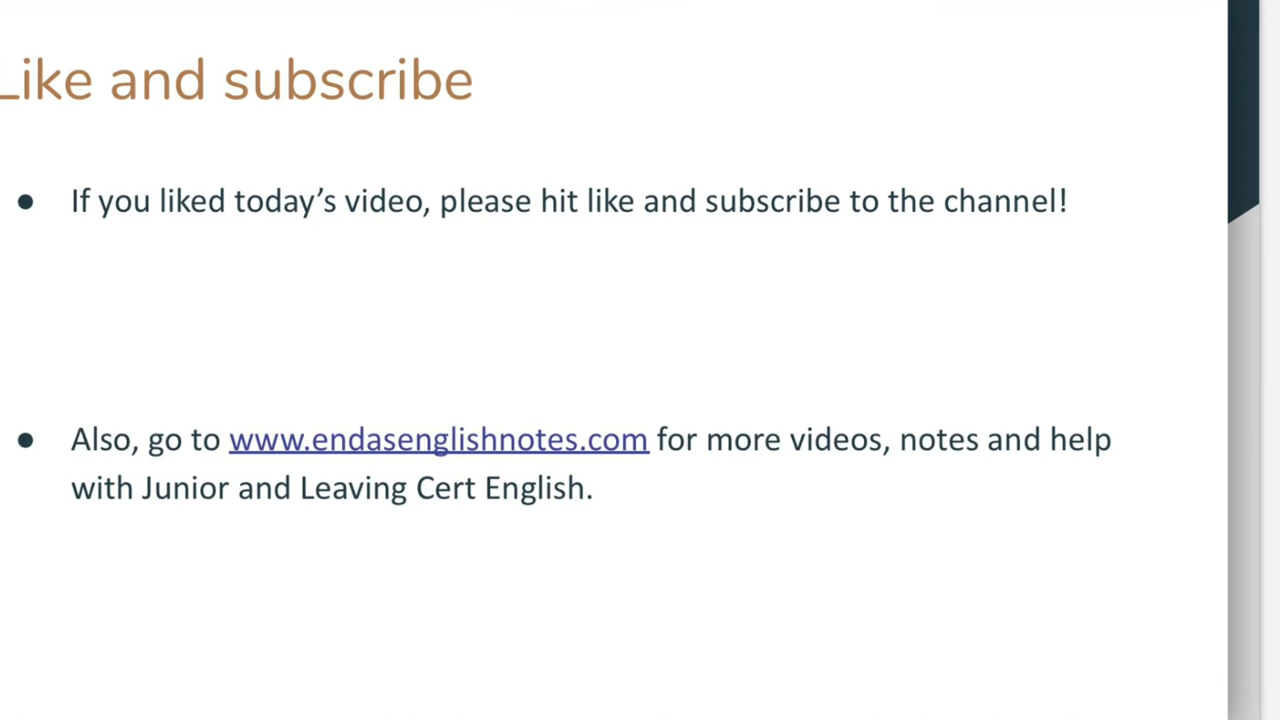 Like and subscribe
● If you liked today’s video, please hit like and subscribe to the channel!
● Also, go to www.endasenglishnotes.com for more videos, notes and help
with Junior and Leaving Cert English.